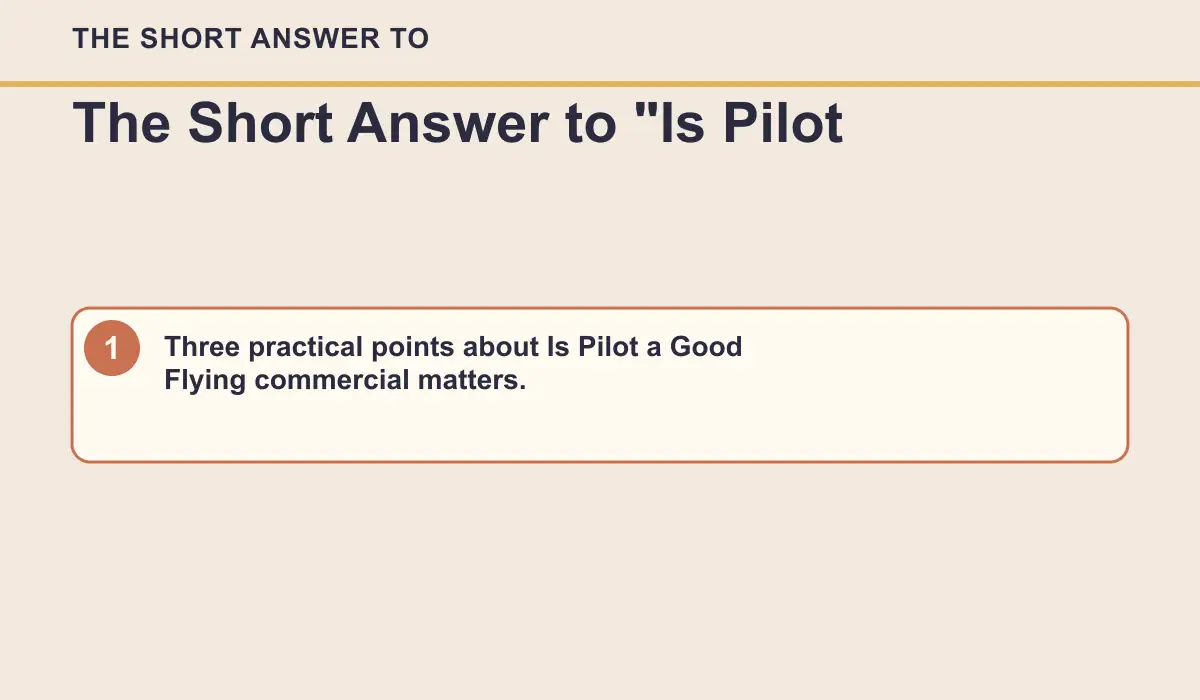 THE SHORT ANSWER TO
The Short Answer to "Is Pilot
1
Three practical points about Is Pilot a Good
Flying commercial matters.